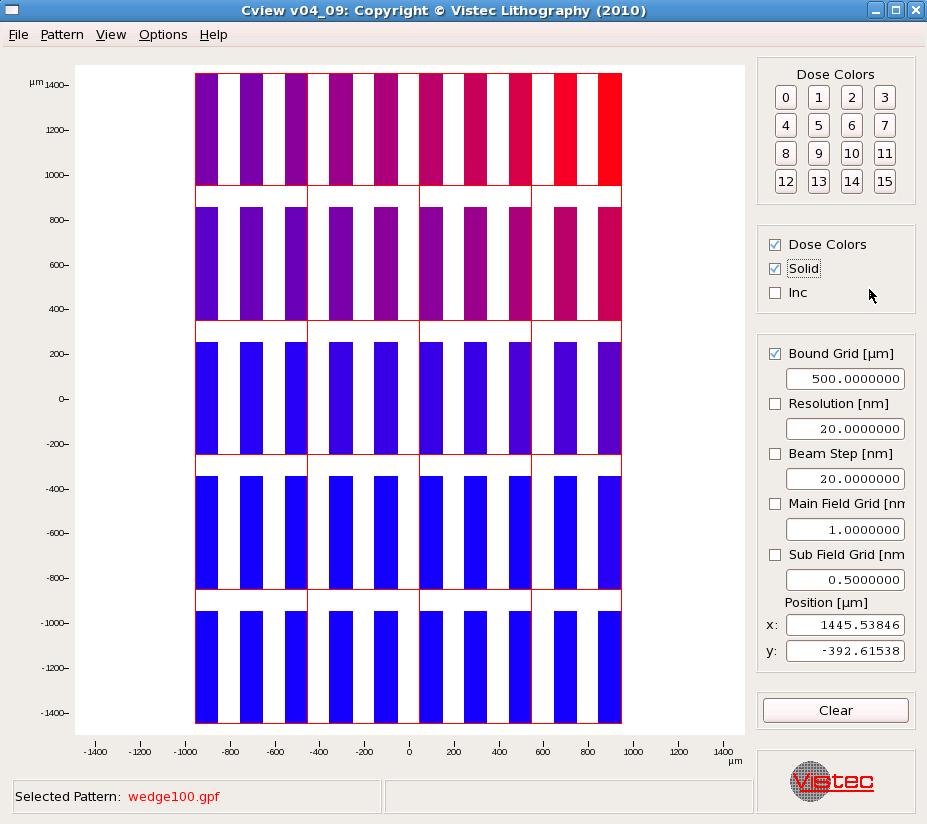 Cview v04_09: Copyright © Vistec Lithography (2010)
File Pattern View Options Help
µm
1400
1200
1000
800
600
400
200
0
-200
-400
-600
-800
-1000
-1200
-1400
-1400 -1200 -1000 -800 -600 -400 -200 0 200 400 600 800 1000 1200 1400
µm
Dose Colors
0 1 2 3
4 5 6 7
8 9 10 11
12 13 14 15
Dose Colors
Solid
Inc
Bound Grid [µm]
500.0000000
Resolution [nm]
20.0000000
Beam Step [nm]
20.0000000
Main Field Grid [nm
1.0000000
Sub Field Grid [nm
0.5000000
Position [µm]
x: 1445.53846
y: -392.61538
Clear
Selected Pattern: wedge100.gpf
Vistec